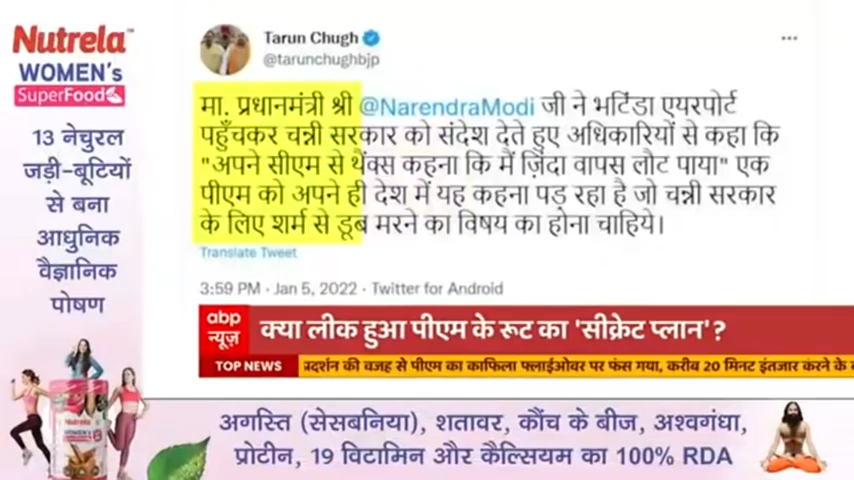 Nutrela™
WOMEN's
SuperFood
13 नेचुरल
जड़ी-बूटियों
से बना
आधुनिक
वैज्ञानिक
पोषण
Tarun Chugh
@tarunchughbjp
मा. प्रधानमंत्री श्री @NarendraModi जी ने भटिंडा एयरपोर्ट
पहुँचकर चन्नी सरकार को संदेश देते हुए अधिकारियों से कहा कि
"अपने सीएम से थैंक्स कहना कि मैं ज़िंदा वापस लौट पाया" एक
पीएम को अपने ही देश में यह कहना पड़ रहा है जो चन्नी सरकार
के लिए शर्म से डूब मरने का विषय का होना चाहिये।
Translate Tweet
3:59 PM · Jan 5, 2022 · Twitter for Android
abp
न्यूज़
क्या लीक हुआ पीएम के रूट का 'सीक्रेट प्लान'?
TOP NEWS
प्रदर्शन की वजह से पीएम का काफिला फ्लाईओवर पर फंस गया, करीब 20 मिनट इंतजार करने के
अगस्ति (सेसबनिया), शतावर, कौंच के बीज, अश्वगंधा,
प्रोटीन, 19 विटामिन और कैल्सियम का 100% RDA
nutrela
WOMEN'S